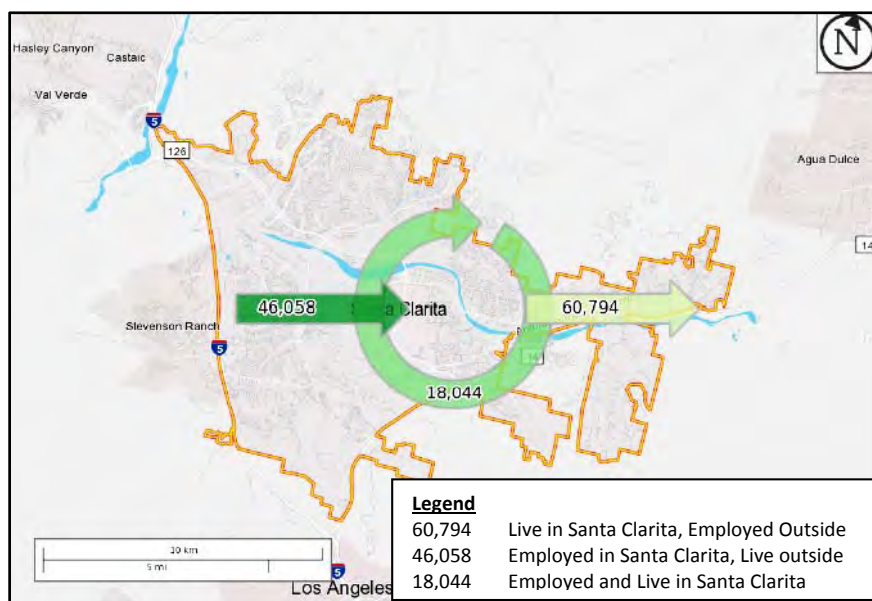 Hasley Canyon
Castaic
Val Verde
5
126
N
Agua Dulce
14
46,058
Clarita
60,794
Stevenson Ranch
5
18,044
10 km
5 mi
5
Los Angeles
Legend
60,794 Live in Santa Clarita, Employed Outside
46,058 Employed in Santa Clarita, Live outside
18,044 Employed and Live in Santa Clarita